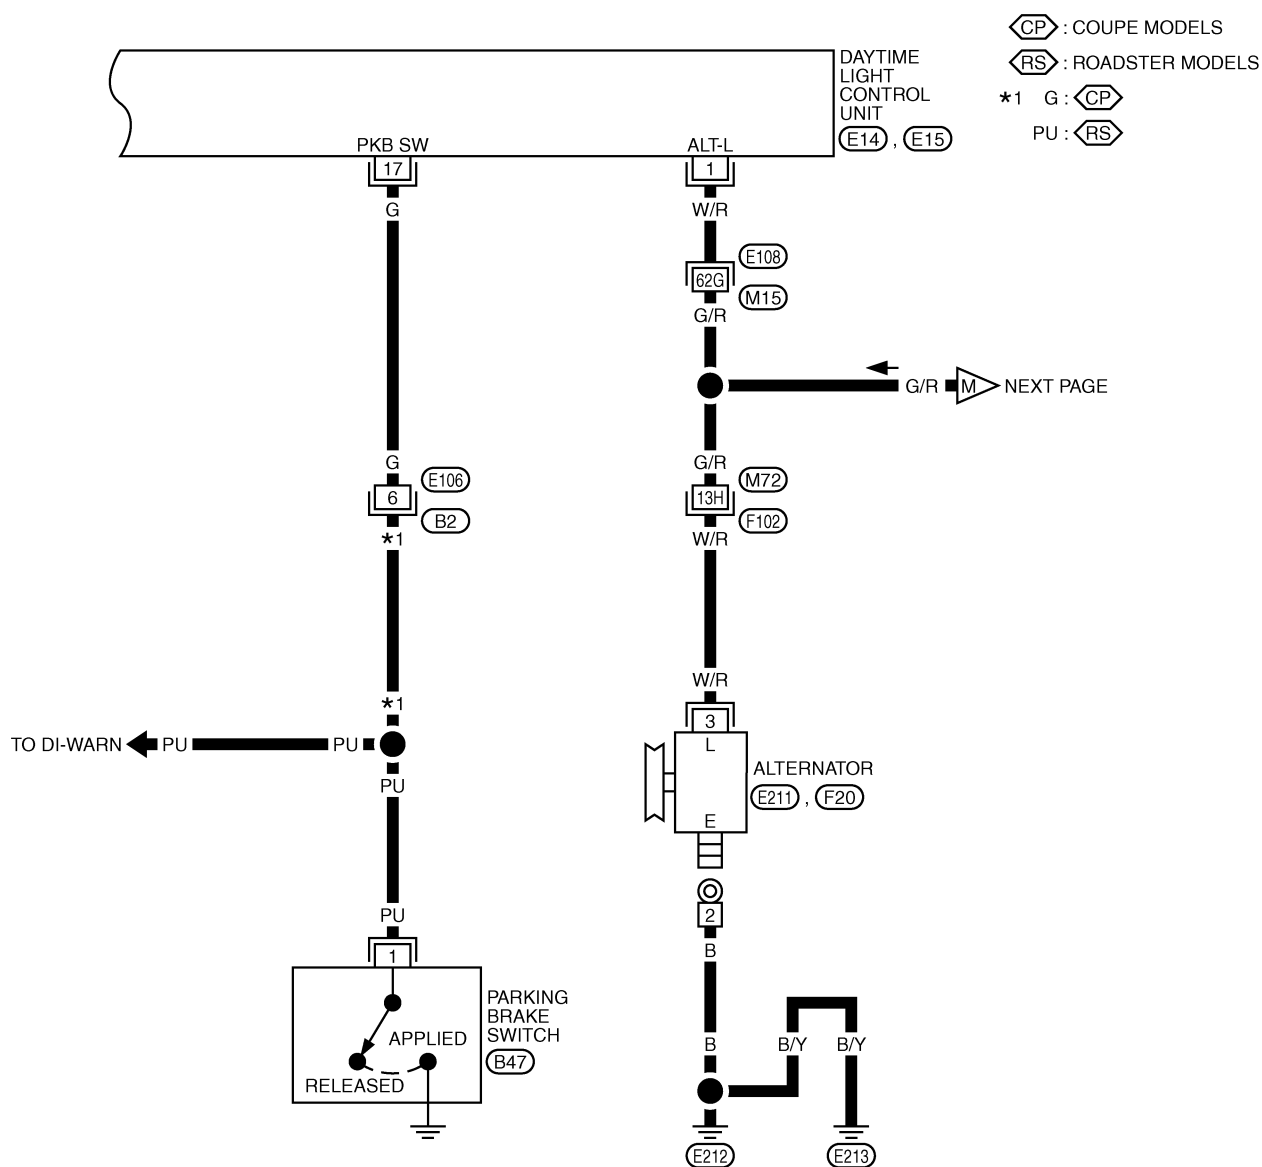 CP : COUPE MODELS
RS : ROADSTER MODELS
*1 G : CP
PU : RS
DAYTIME
LIGHT
CONTROL
UNIT
E14 , E15
PKB SW
ALT-L
17
1
G
W/R
E108
62G
M15
G/R
G/R
M
NEXT PAGE
G
G/R
E106
M72
6
13H
B2
F102
*1
W/R
W/R
*1
3
TO DI-WARN
PU
PU
L
ALTERNATOR
PU
E211 , F20
E
PU
2
B
1
PARKING
BRAKE
SWITCH
B47
APPLIED
RELEASED
B
B/Y
B/Y
E212
E213